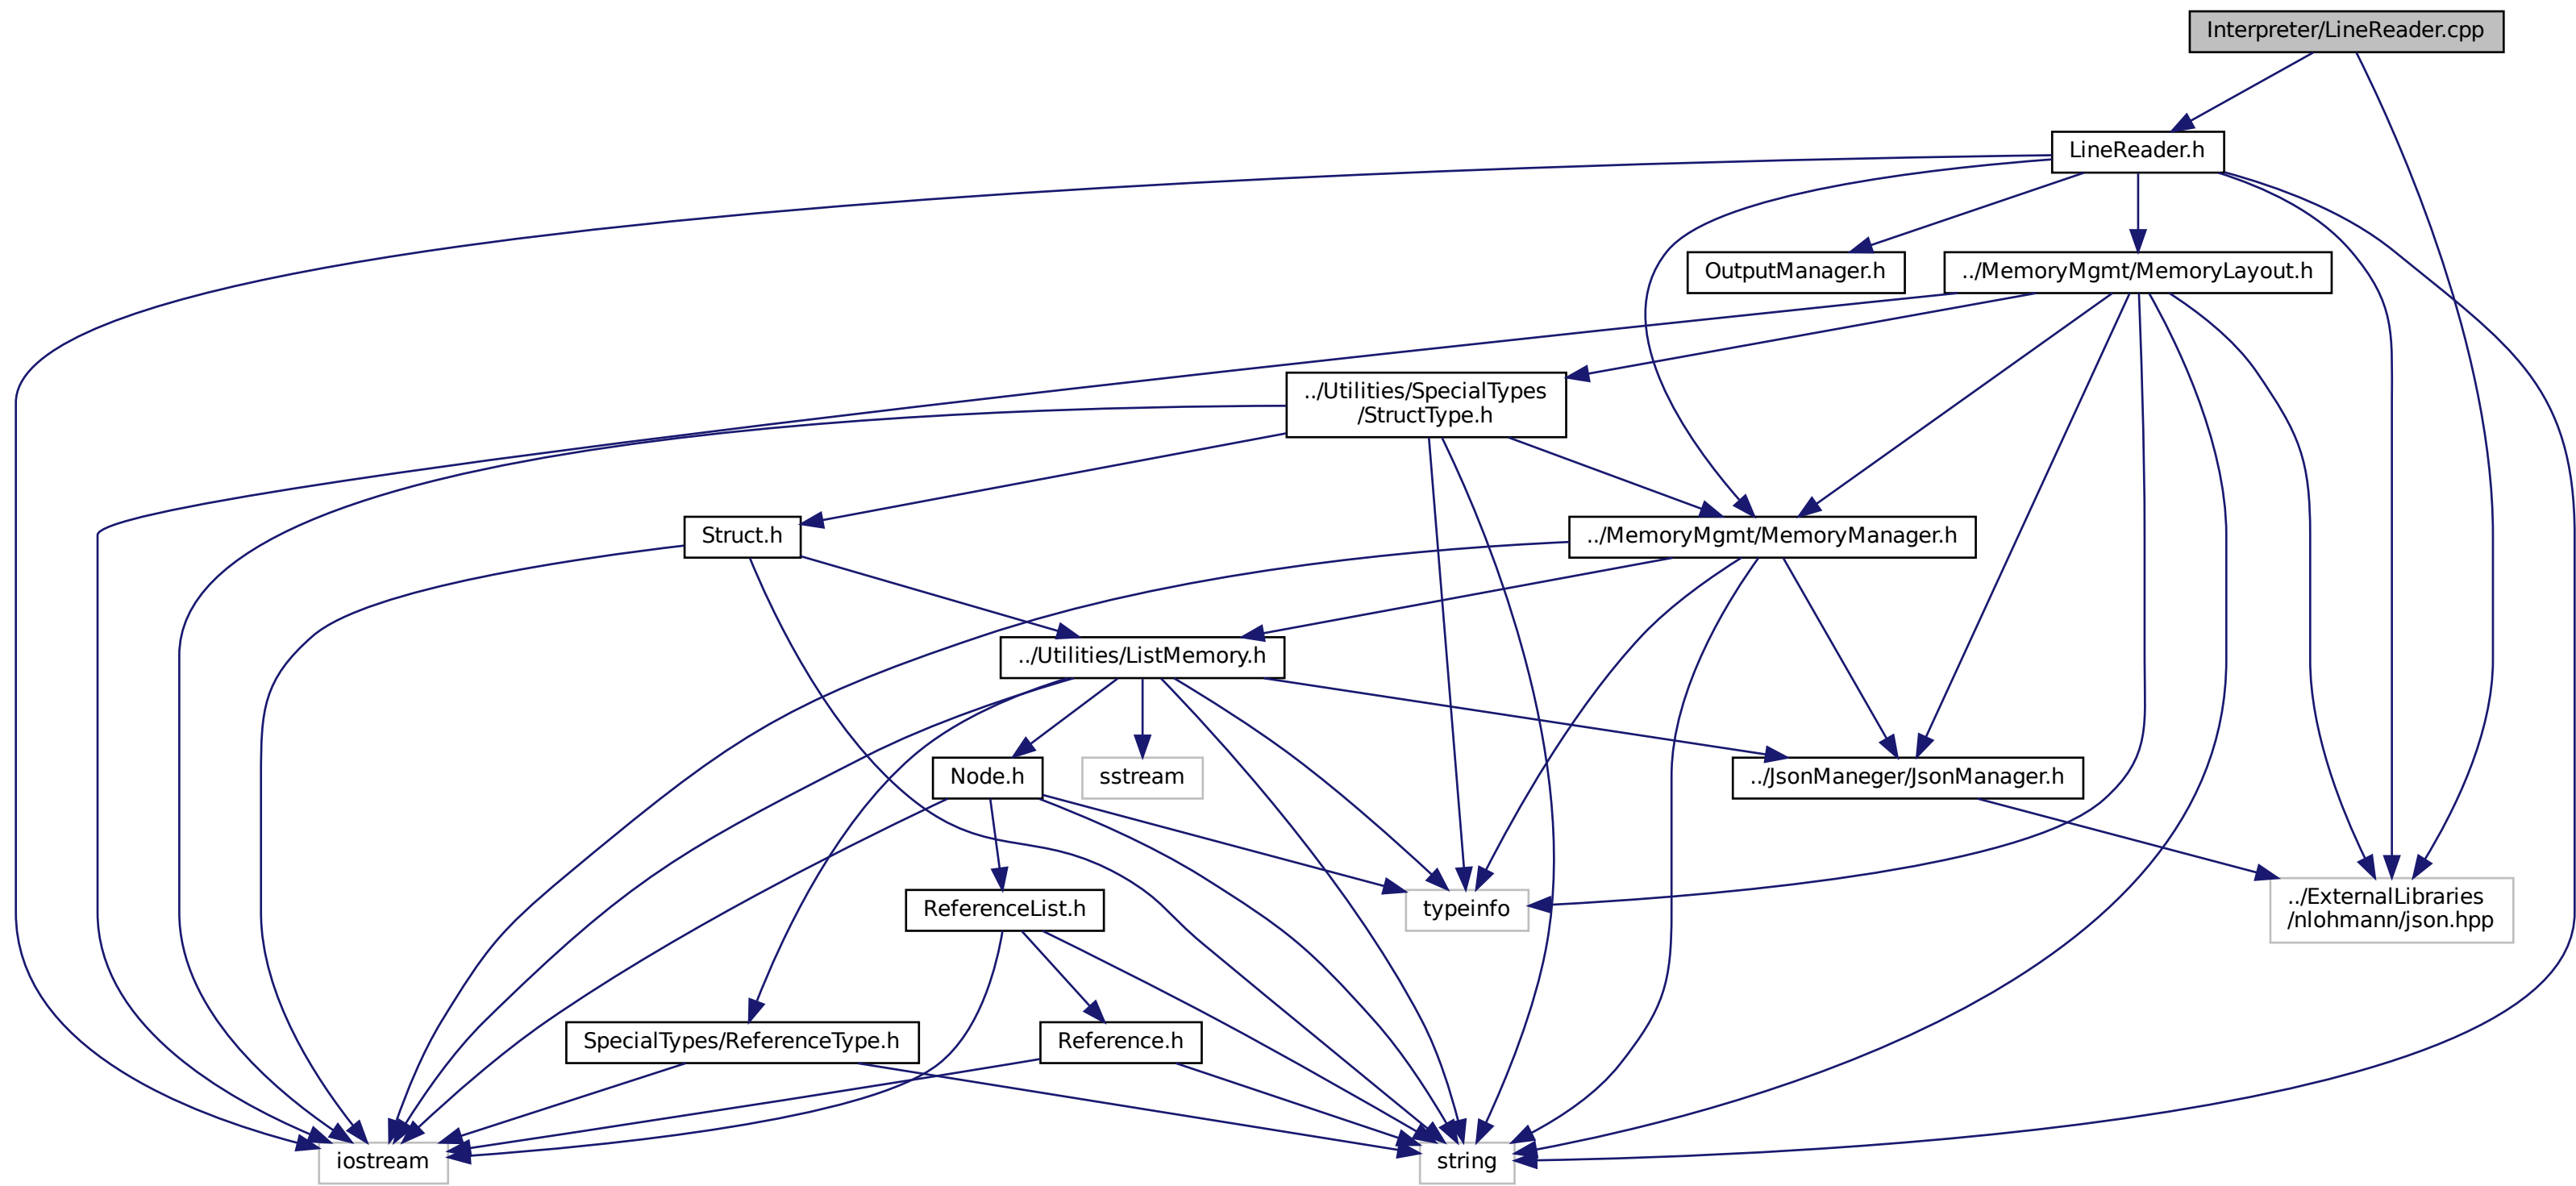 Interpreter/LineReader.cpp
LineReader.h
OutputManager.h
../MemoryMgmt/MemoryLayout.h
../Utilities/SpecialTypes
/StructType.h
Struct.h
../MemoryMgmt/MemoryManager.h
../Utilities/ListMemory.h
Node.h
sstream
../JsonManeger/JsonManager.h
ReferenceList.h
typeinfo
../ExternalLibraries
/nlohmann/json.hpp
SpecialTypes/ReferenceType.h
Reference.h
iostream
string